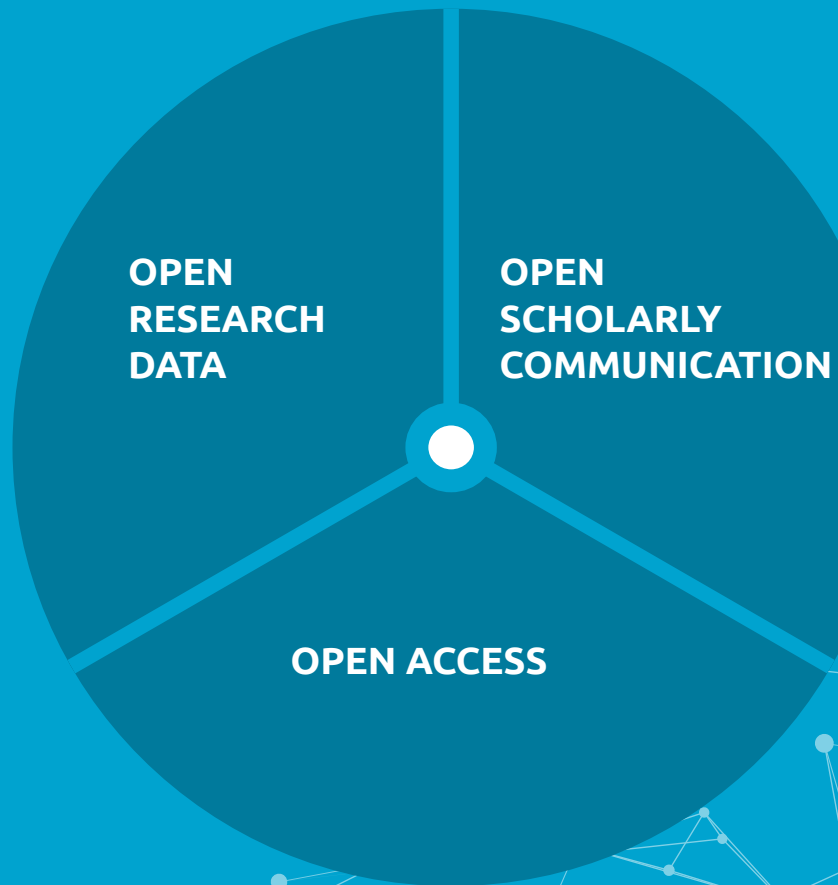 OPEN
RESEARCH
DATA
OPEN
SCHOLARLY
COMMUNICATION
OPEN ACCESS